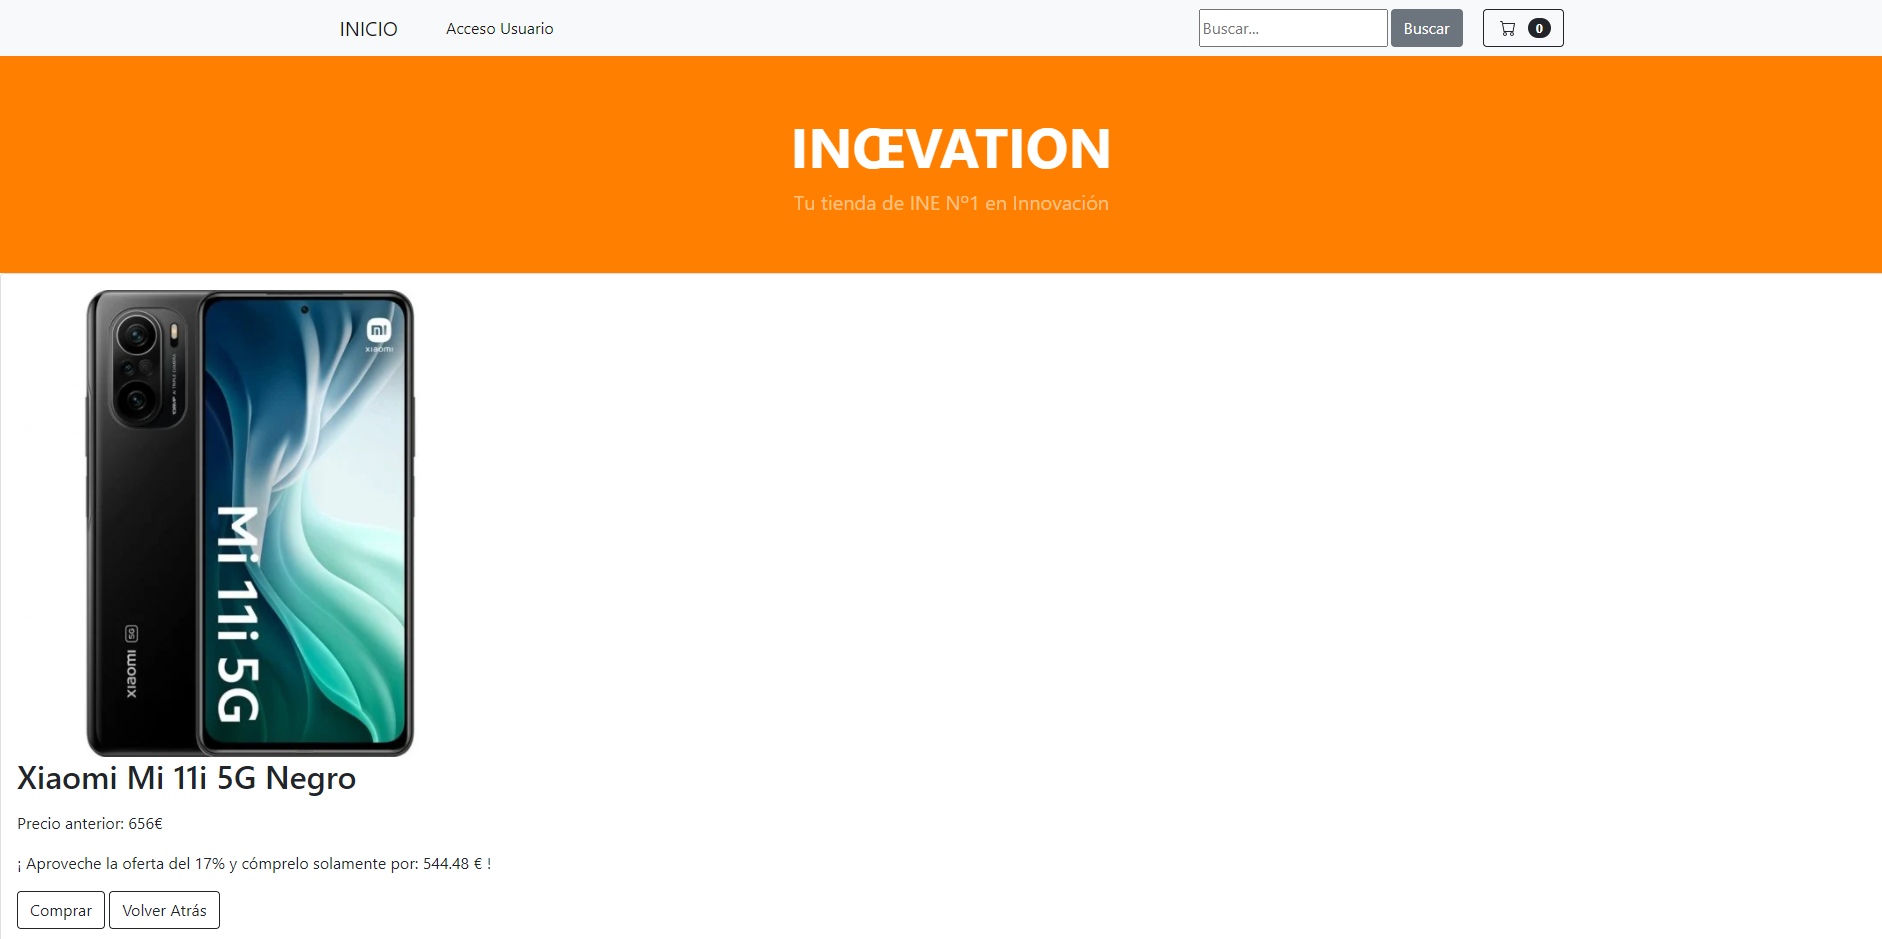 INICIO Acceso Usuario Buscar... Buscar 0
INŒVATION
Tu tienda de INE Nº1 en Innovación
xiaomi
Mi 11i 5G
xiaomi 5G
Xiaomi Mi 11i 5G Negro
Precio anterior: 656€
¡ Aproveche la oferta del 17% y cómprelo solamente por: 544.48 € !
Comprar Volver Atrás